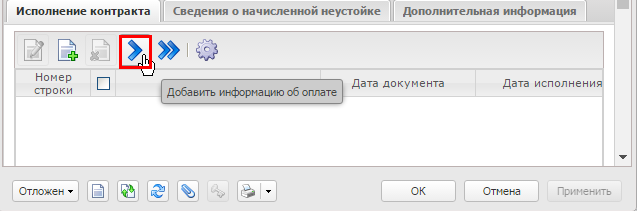 Исполнение контракта Сведения о начисленной неустойке Дополнительная информация
Номер строки Дата документа Дата исполнения
Добавить информацию об оплате
Отложен ОК Отмена Применить